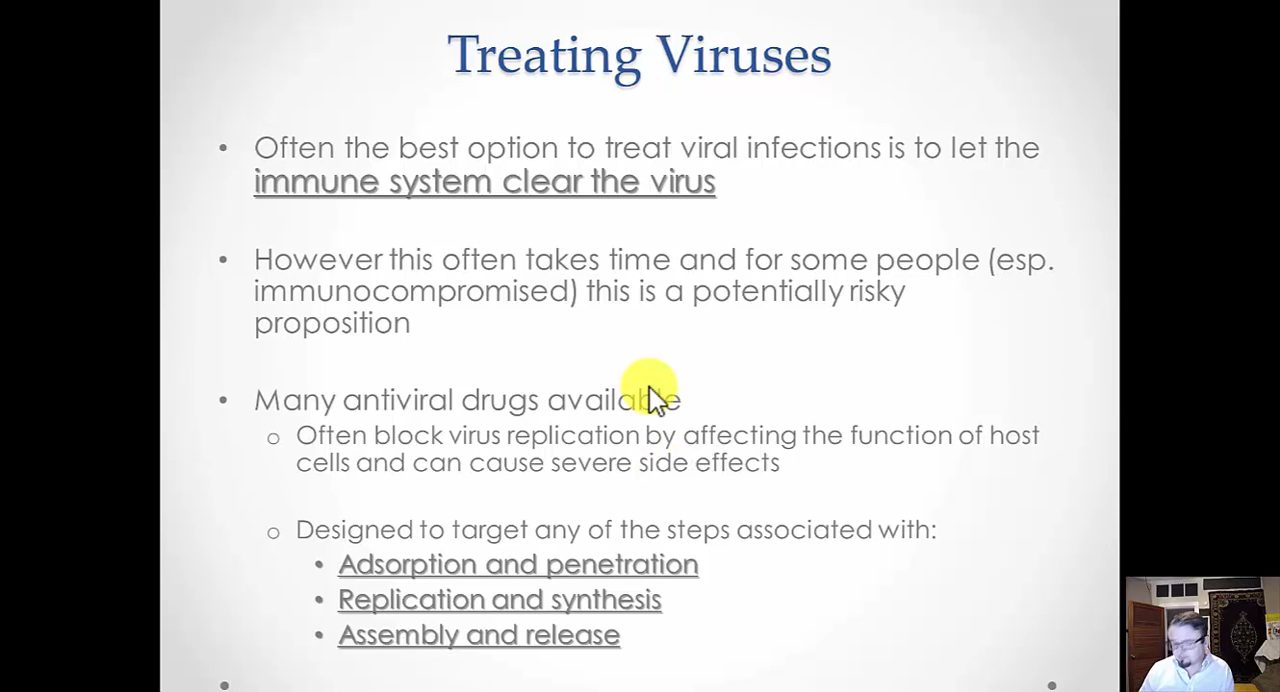 Treating Viruses
• Often the best option to treat viral infections is to let the
immune system clear the virus
• However this often takes time and for some people (esp.
immunocompromised) this is a potentially risky
proposition
• Many antiviral drugs available
o Often block virus replication by affecting the function of host
cells and can cause severe side effects
o Designed to target any of the steps associated with:
• Adsorption and penetration
• Replication and synthesis
• Assembly and release